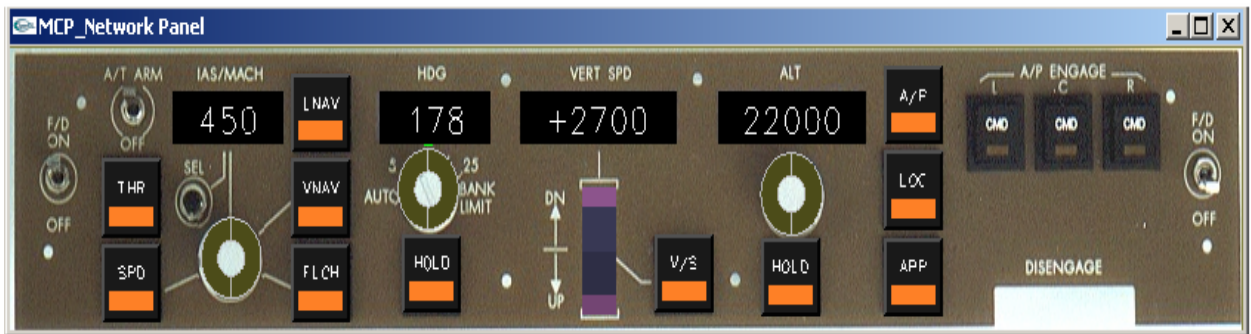 MCP_Network Panel
A/T ARM
IAS/MACH
HDG
VERT SPD
ALT
A/P ENGAGE
L
C
R
F/D
ON
OFF
OFF
450
LNAV
178
+2700
22000
A/P
CMD
CMD
CMD
F/D
ON
OFF
SEL
THR
VNAV
5
25
AUTO
BANK
LIMIT
DN
UP
LOC
SPD
FLCH
HOLD
V/S
HOLD
APP
DISENGAGE